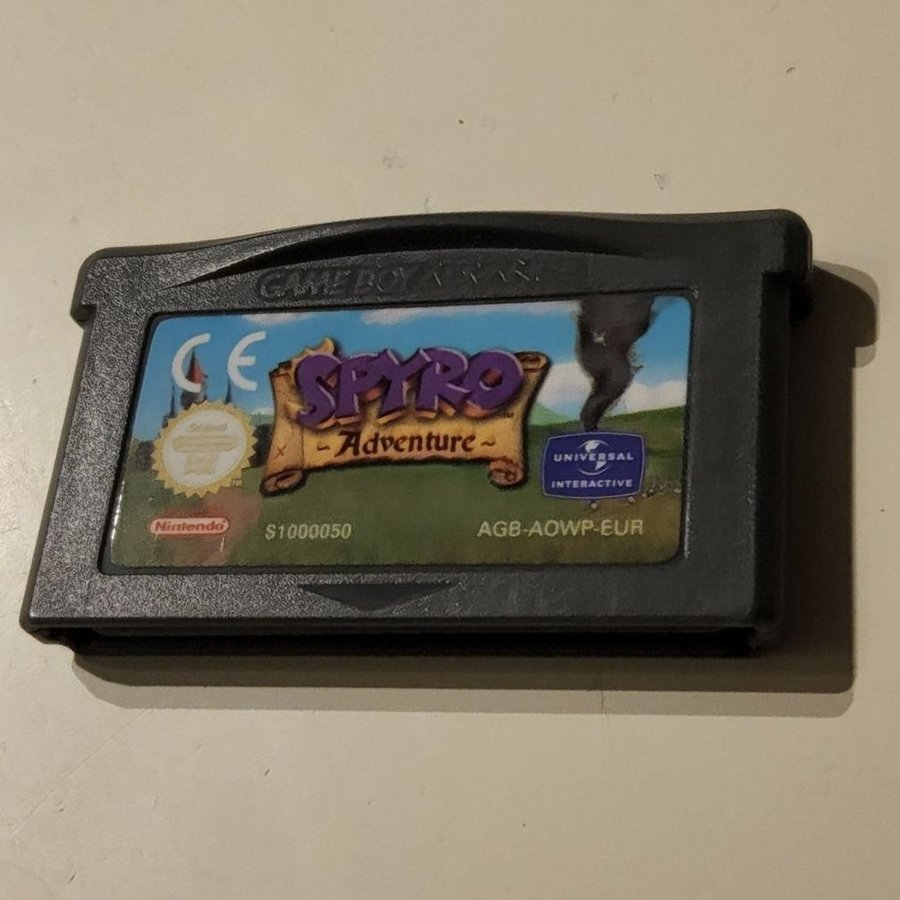 GAME BOY ADVANCE
CE
SPYRO
~ Adventure ~
UNIVERSAL
INTERACTIVE
Nintendo
S1000050
AGB-AOWP-EUR